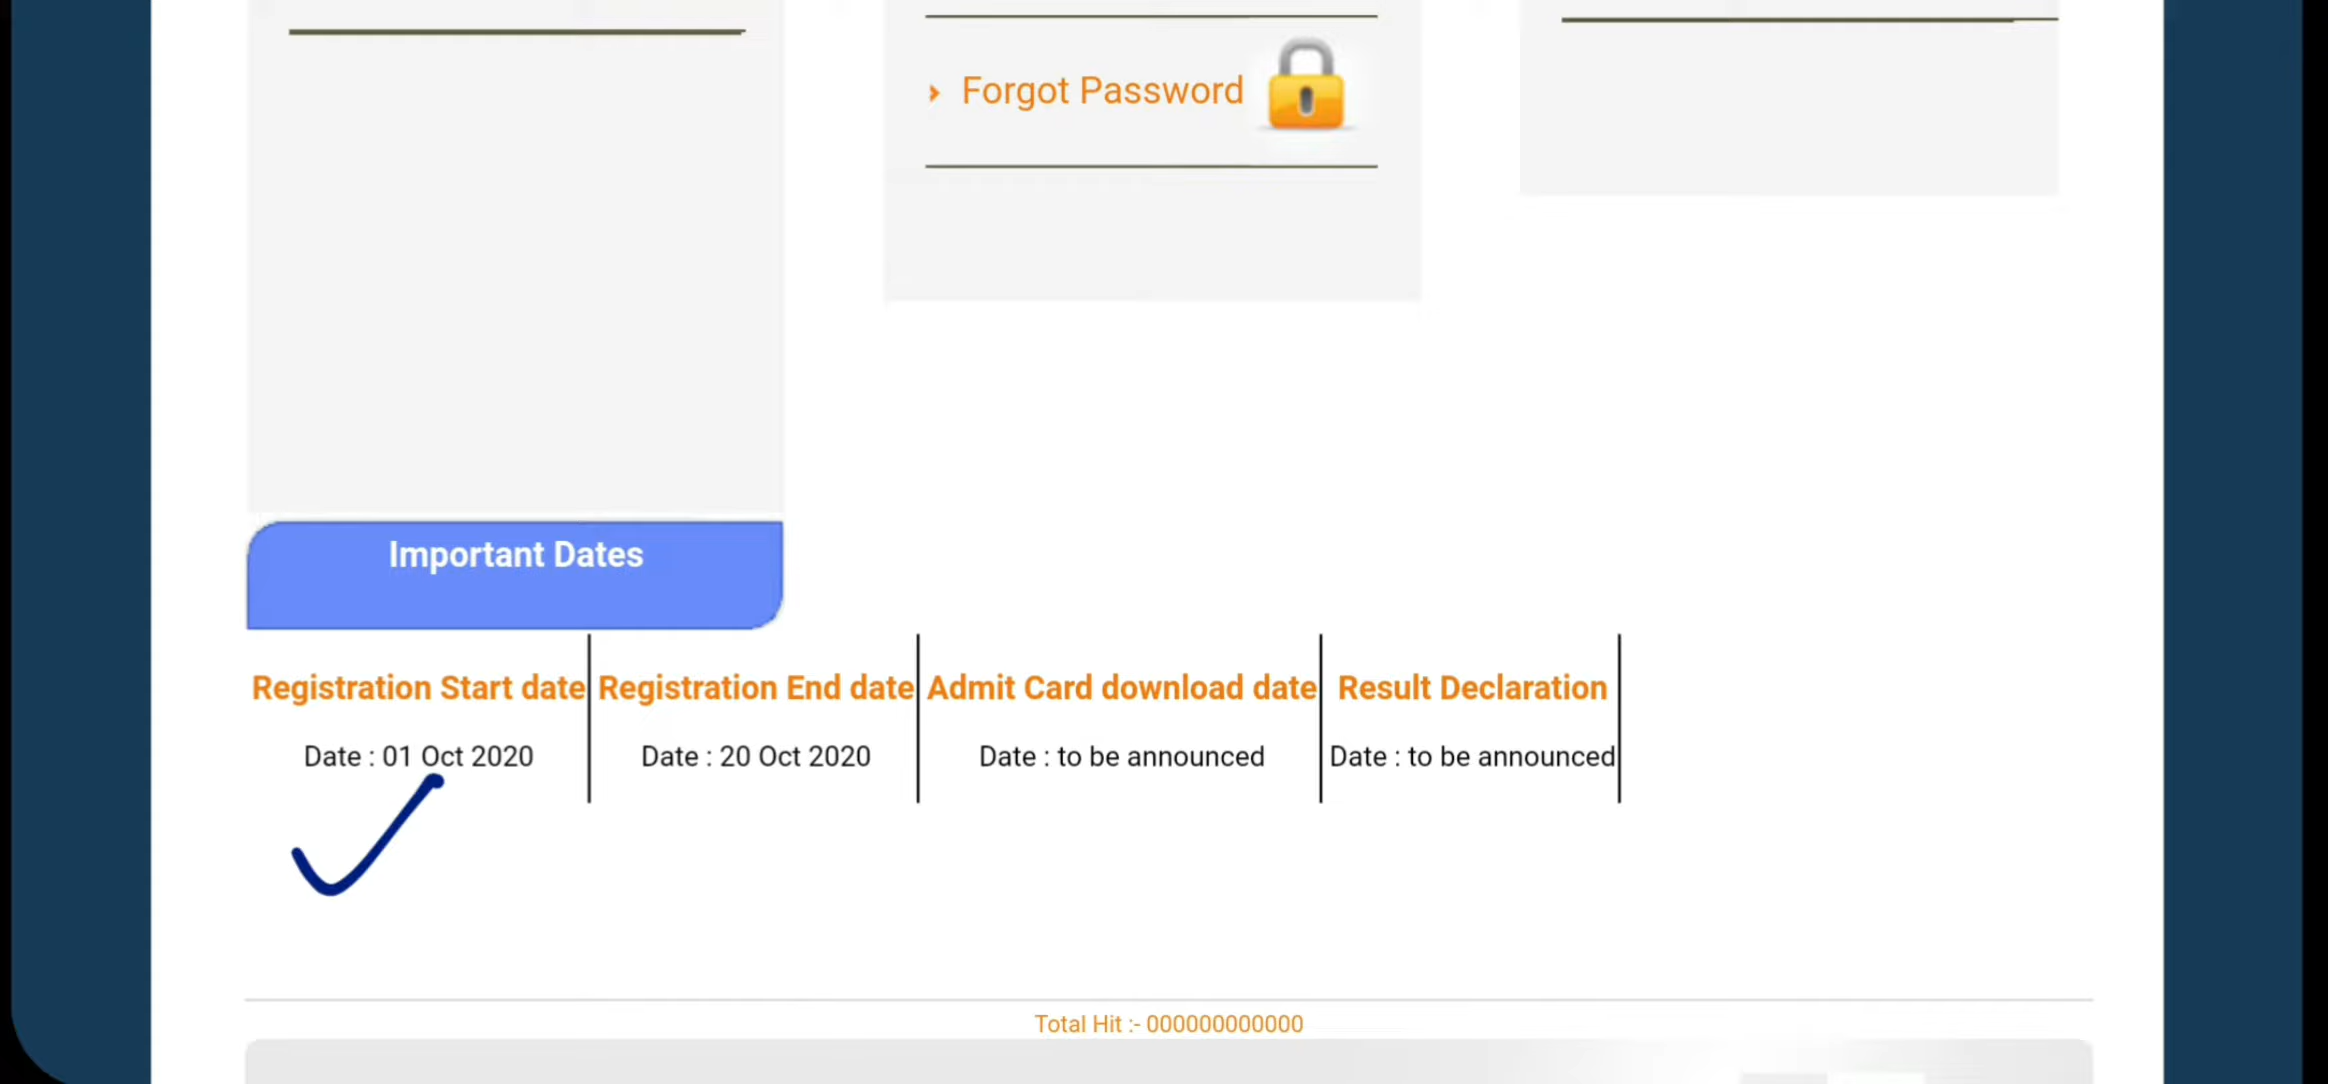 Forgot Password
Important Dates
Registration Start date
Registration End date
Admit Card download date
Result Declaration
Date : 01 Oct 2020
Date : 20 Oct 2020
Date : to be announced
Date : to be announced
Total Hit :- 000000000000